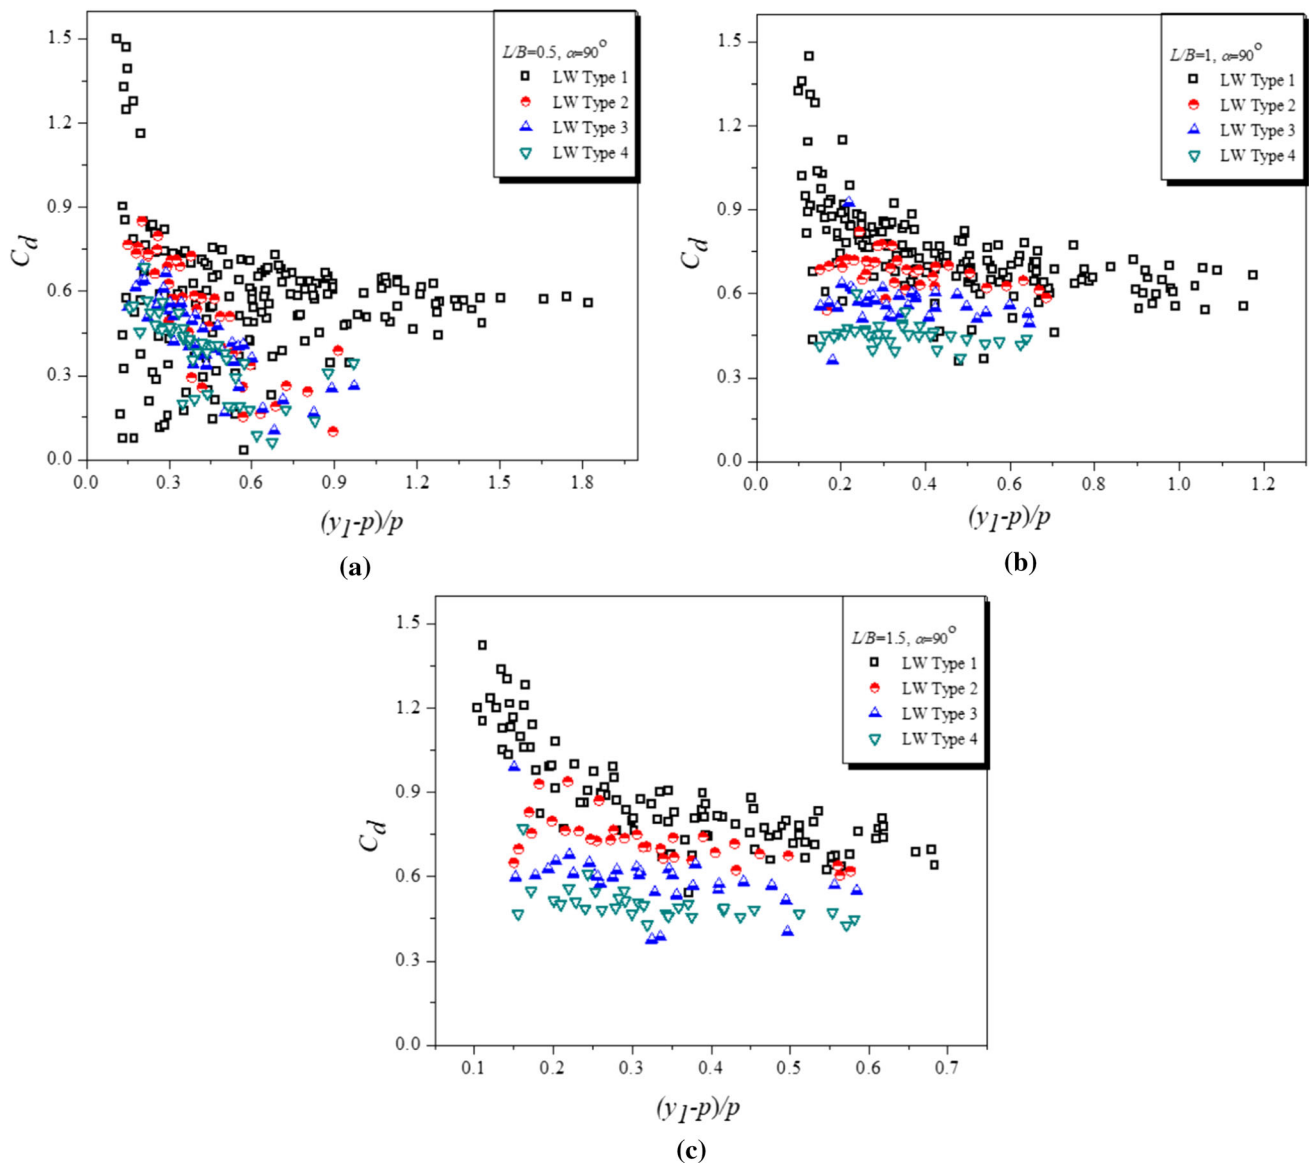 L/B=0.5, α=90°
LW Type 1
LW Type 2
LW Type 3
LW Type 4
1.5
1.2
0.9
0.6
0.3
0.0
C_d
0.0 0.3 0.6 0.9 1.2 1.5 1.8
(y_1-p)/p
(a)
L/B=1, α=90°
LW Type 1
LW Type 2
LW Type 3
LW Type 4
1.5
1.2
0.9
0.6
0.3
0.0
C_d
0.0 0.2 0.4 0.6 0.8 1.0 1.2
(y_1-p)/p
(b)
L/B=1.5, α=90°
LW Type 1
LW Type 2
LW Type 3
LW Type 4
1.5
1.2
0.9
0.6
0.3
0.0
C_d
0.1 0.2 0.3 0.4 0.5 0.6 0.7
(y_1-p)/p
(c)